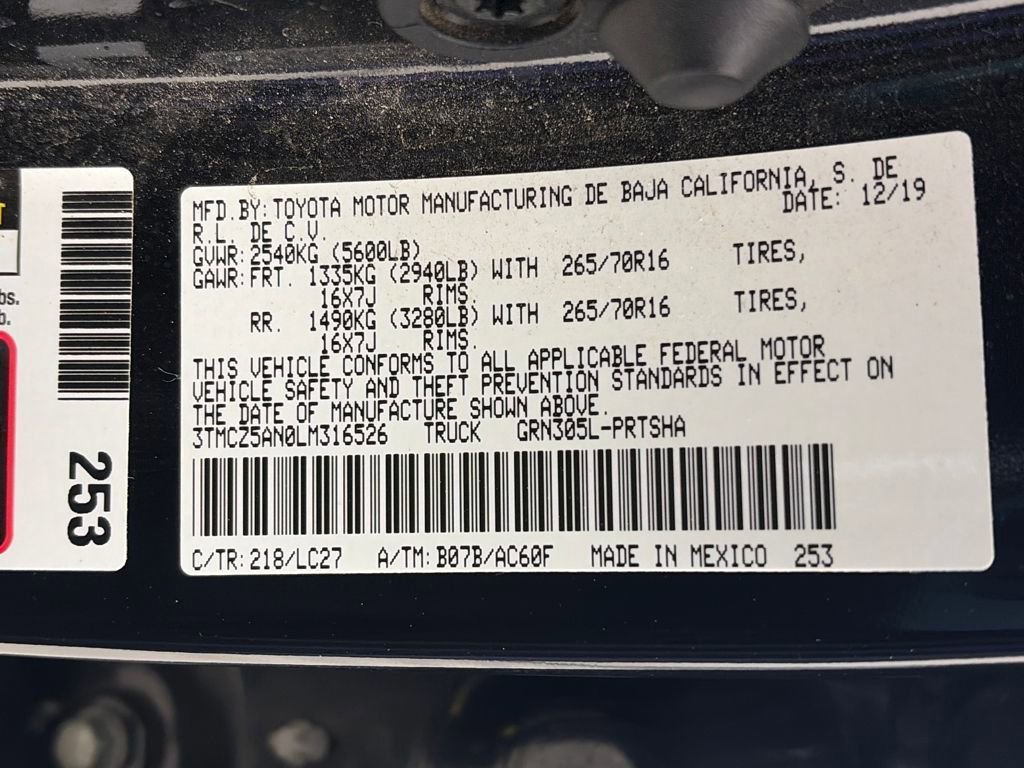 MFD.BY: TOYOTA MOTOR MANUFACTURING DE BAJA CALIFORNIA, S. DE
R.L. DE C.V. DATE: 12/19
GVWR: 2540KG (5600LB)
GAWR: FRT. 1335KG (2940LB) WITH 265/70R16 TIRES,
16X7J RIMS.
RR. 1490KG (3280LB) WITH 265/70R16 TIRES,
16X7J RIMS.
THIS VEHICLE CONFORMS TO ALL APPLICABLE FEDERAL MOTOR
VEHICLE SAFETY AND THEFT PREVENTION STANDARDS IN EFFECT ON
THE DATE OF MANUFACTURE SHOWN ABOVE.
3TMCZ5AN0LM316526 TRUCK GRN305L-PRTSHA
C/TR: 218/LC27 A/TM: B07B/AC60F MADE IN MEXICO 253
253